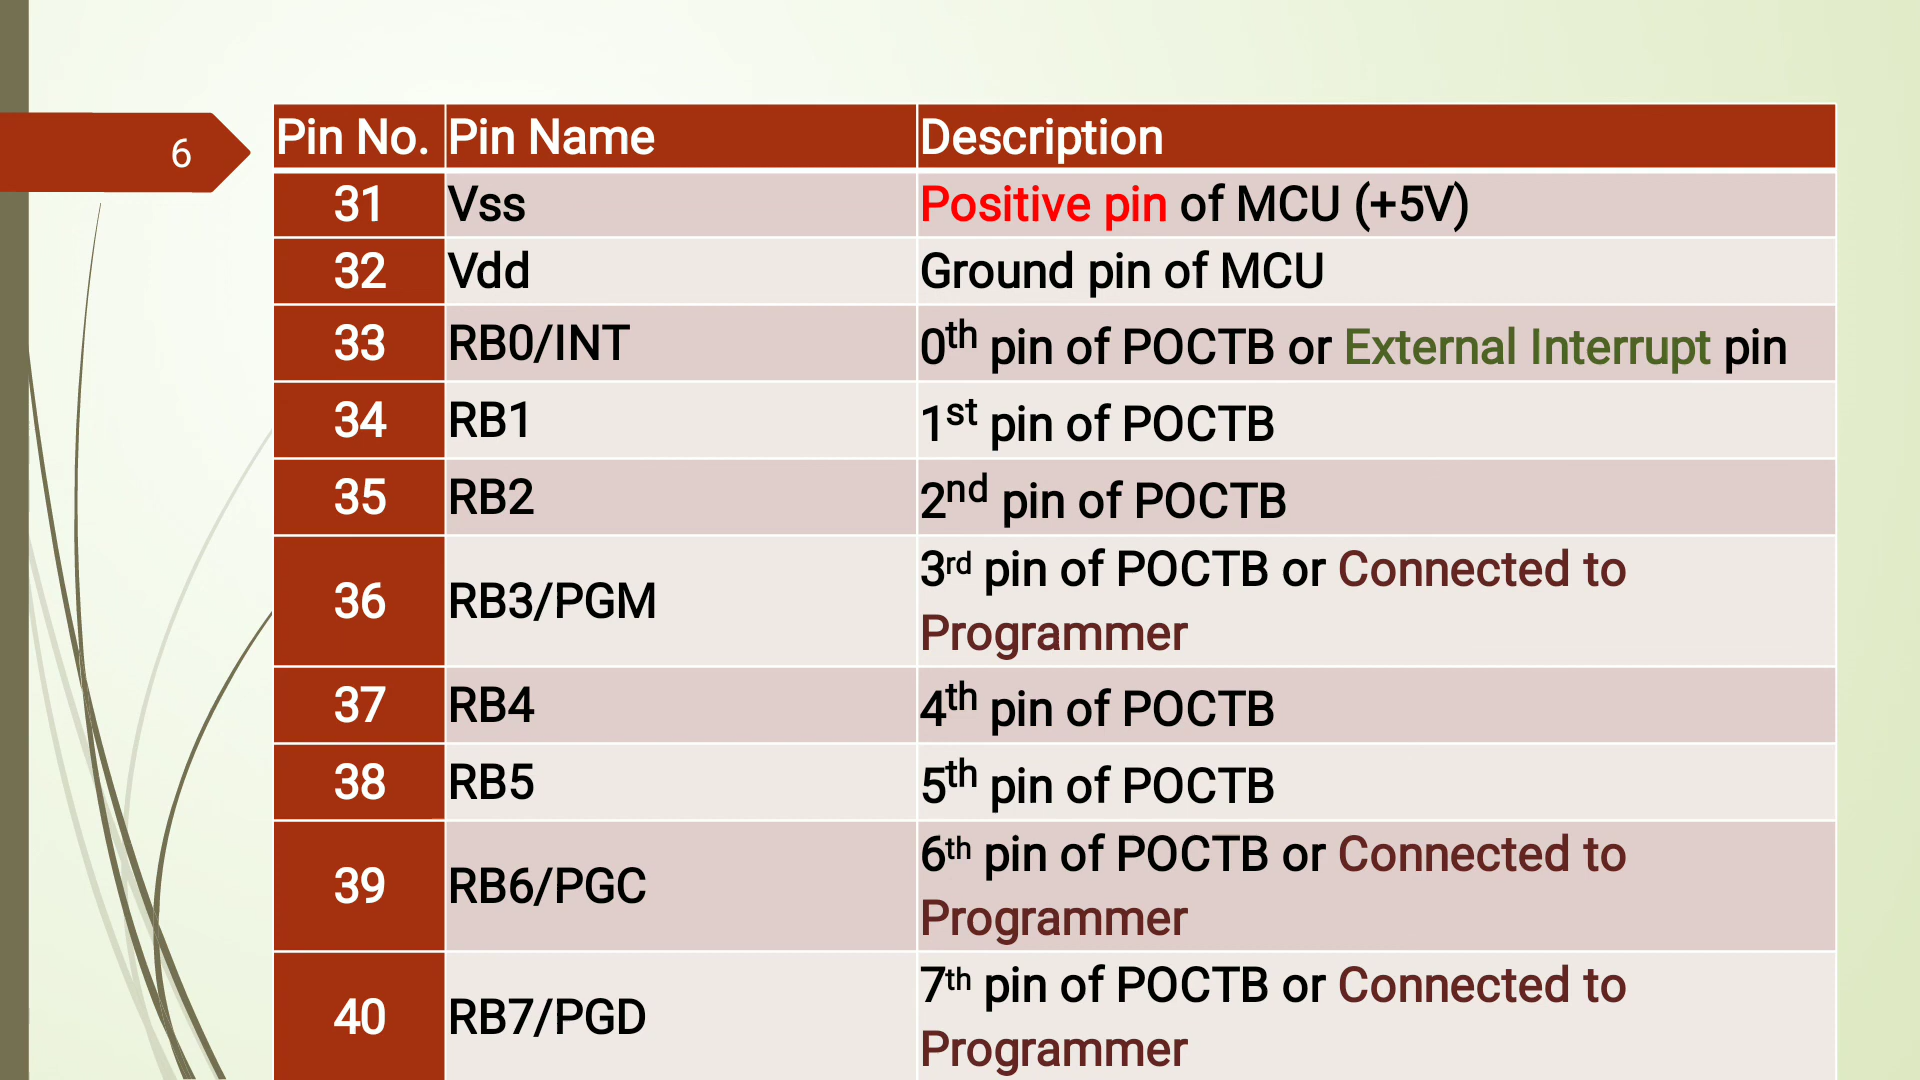 6
Pin No. Pin Name Description
31 Vss Positive pin of MCU (+5V)
32 Vdd Ground pin of MCU
33 RB0/INT 0th pin of POCTB or External Interrupt pin
34 RB1 1st pin of POCTB
35 RB2 2nd pin of POCTB
36 RB3/PGM 3rd pin of POCTB or Connected to
Programmer
37 RB4 4th pin of POCTB
38 RB5 5th pin of POCTB
39 RB6/PGC 6th pin of POCTB or Connected to
Programmer
40 RB7/PGD 7th pin of POCTB or Connected to
Programmer